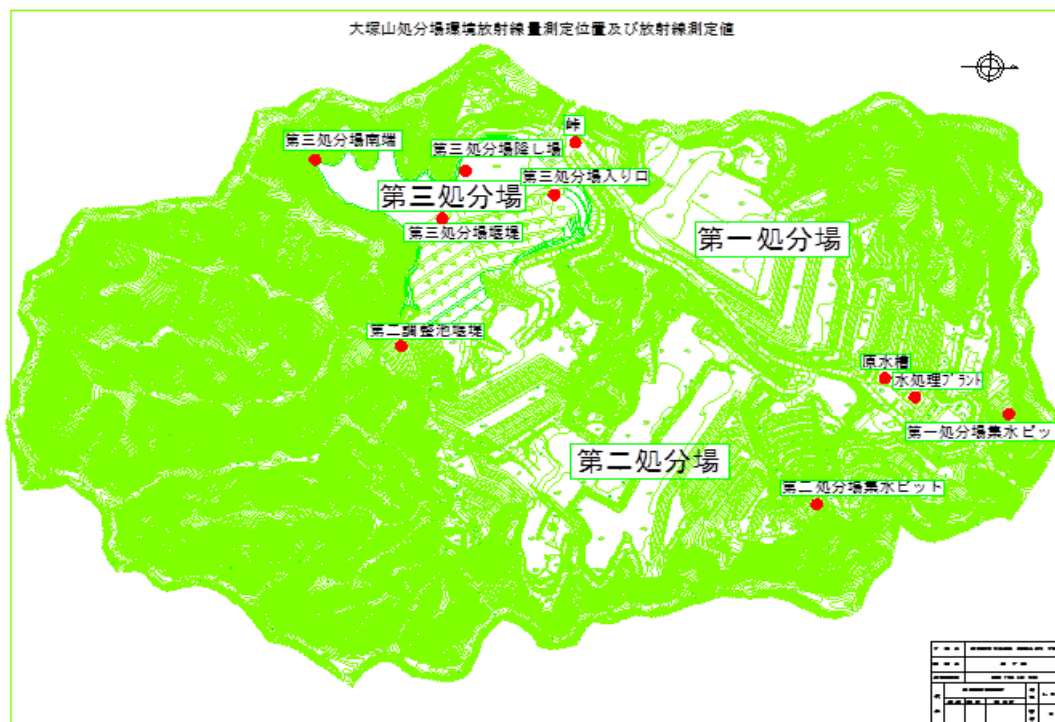 大塚山処分場環境放射線量測定位置及び放射線測定値
峠
第三処分場南端
第三処分場降し場
第三処分場入り口
第三処分場
第三処分場堰堤
第一処分場
第二調整池堰堤
原水槽
水処理プラント
第一処分場集水ピッ
第二処分場
第二処分場集水ピット